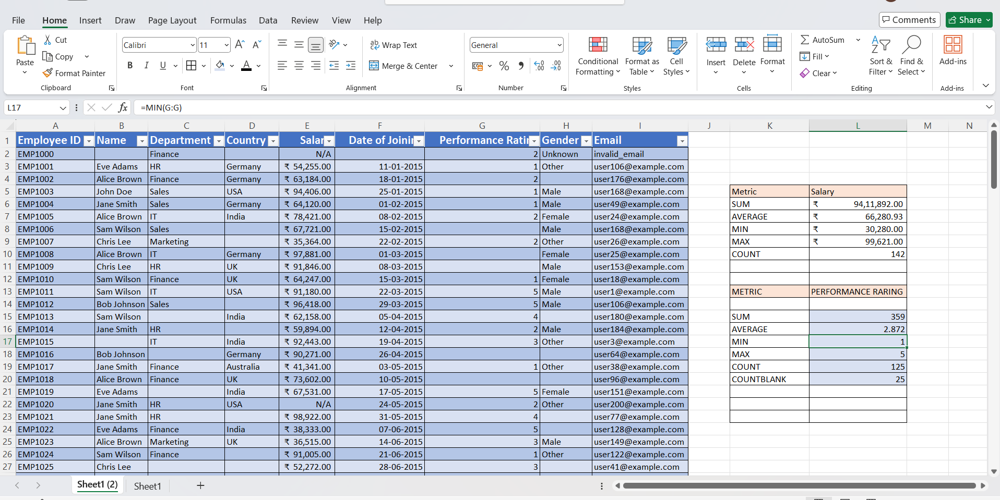 File Home Insert Draw Page Layout Formulas Data Review View Help Comments Share
Paste Cut Copy Format Painter Clipboard
Calibri 11 B I U A Font
Wrap Text Merge & Center Alignment
General % Number
Conditional Formatting Format as Table Cell Styles Styles
Insert Delete Format Cells
AutoSum Fill Clear Sort & Filter Find & Select Editing
Add-ins Add-ins
L17 fx =MIN(G:G)
A B C D E F G H I J K L M N
1 Employee ID Name Department Country Salar Date of Joinin Performance Ratin Gender Email
2 EMP1000 Finance N/A 2 Unknown invalid_email
3 EMP1001 Eve Adams HR Germany ₹ 54,255.00 11-01-2015 1 Other user106@example.com
4 EMP1002 Alice Brown Finance Germany ₹ 63,184.00 18-01-2015 2 user176@example.com
5 EMP1003 John Doe Sales USA ₹ 94,406.00 25-01-2015 1 Male user168@example.com Metric Salary
6 EMP1004 Jane Smith Sales Germany ₹ 64,120.00 01-02-2015 1 Male user49@example.com SUM ₹ 94,11,892.00
7 EMP1005 Alice Brown IT India ₹ 78,421.00 08-02-2015 2 Female user24@example.com AVERAGE ₹ 66,280.93
8 EMP1006 Sam Wilson Sales ₹ 67,721.00 15-02-2015 Male user168@example.com MIN ₹ 30,280.00
9 EMP1007 Chris Lee Marketing ₹ 35,364.00 22-02-2015 2 Other user26@example.com MAX ₹ 99,621.00
10 EMP1008 Alice Brown IT Germany ₹ 97,881.00 01-03-2015 Female user25@example.com COUNT 142
11 EMP1009 Chris Lee HR UK ₹ 91,846.00 08-03-2015 Male user153@example.com
12 EMP1010 Sam Wilson Finance UK ₹ 64,247.00 15-03-2015 1 Female user18@example.com
13 EMP1011 Sam Wilson IT USA ₹ 91,180.00 22-03-2015 5 Male user1@example.com METRIC PERFORMANCE RARING
14 EMP1012 Bob Johnson Sales ₹ 96,418.00 29-03-2015 5 Male user106@example.com
15 EMP1013 Sam Wilson India ₹ 62,158.00 05-04-2015 4 user180@example.com SUM 359
16 EMP1014 Jane Smith HR ₹ 59,894.00 12-04-2015 2 Male user184@example.com AVERAGE 2.872
17 EMP1015 IT India ₹ 92,443.00 19-04-2015 3 Other user3@example.com MIN 1
18 EMP1016 Bob Johnson Germany ₹ 90,271.00 26-04-2015 user64@example.com MAX 5
19 EMP1017 Jane Smith Finance Australia ₹ 41,341.00 03-05-2015 1 Other user38@example.com COUNT 125
20 EMP1018 Alice Brown Finance UK ₹ 73,602.00 10-05-2015 user96@example.com COUNTBLANK 25
21 EMP1019 Eve Adams India ₹ 67,531.00 17-05-2015 5 Female user151@example.com
22 EMP1020 Jane Smith HR USA N/A 24-05-2015 2 Other user200@example.com
23 EMP1021 Jane Smith HR ₹ 98,922.00 31-05-2015 4 user77@example.com
24 EMP1022 Eve Adams Finance India ₹ 38,333.00 07-06-2015 5 user128@example.com
25 EMP1023 Alice Brown Marketing UK ₹ 36,515.00 14-06-2015 3 Male user149@example.com
26 EMP1024 Sam Wilson Finance ₹ 91,005.00 21-06-2015 1 Other user122@example.com
27 EMP1025 Chris Lee ₹ 52,272.00 28-06-2015 3 user41@example.com
Sheet1 (2) Sheet1